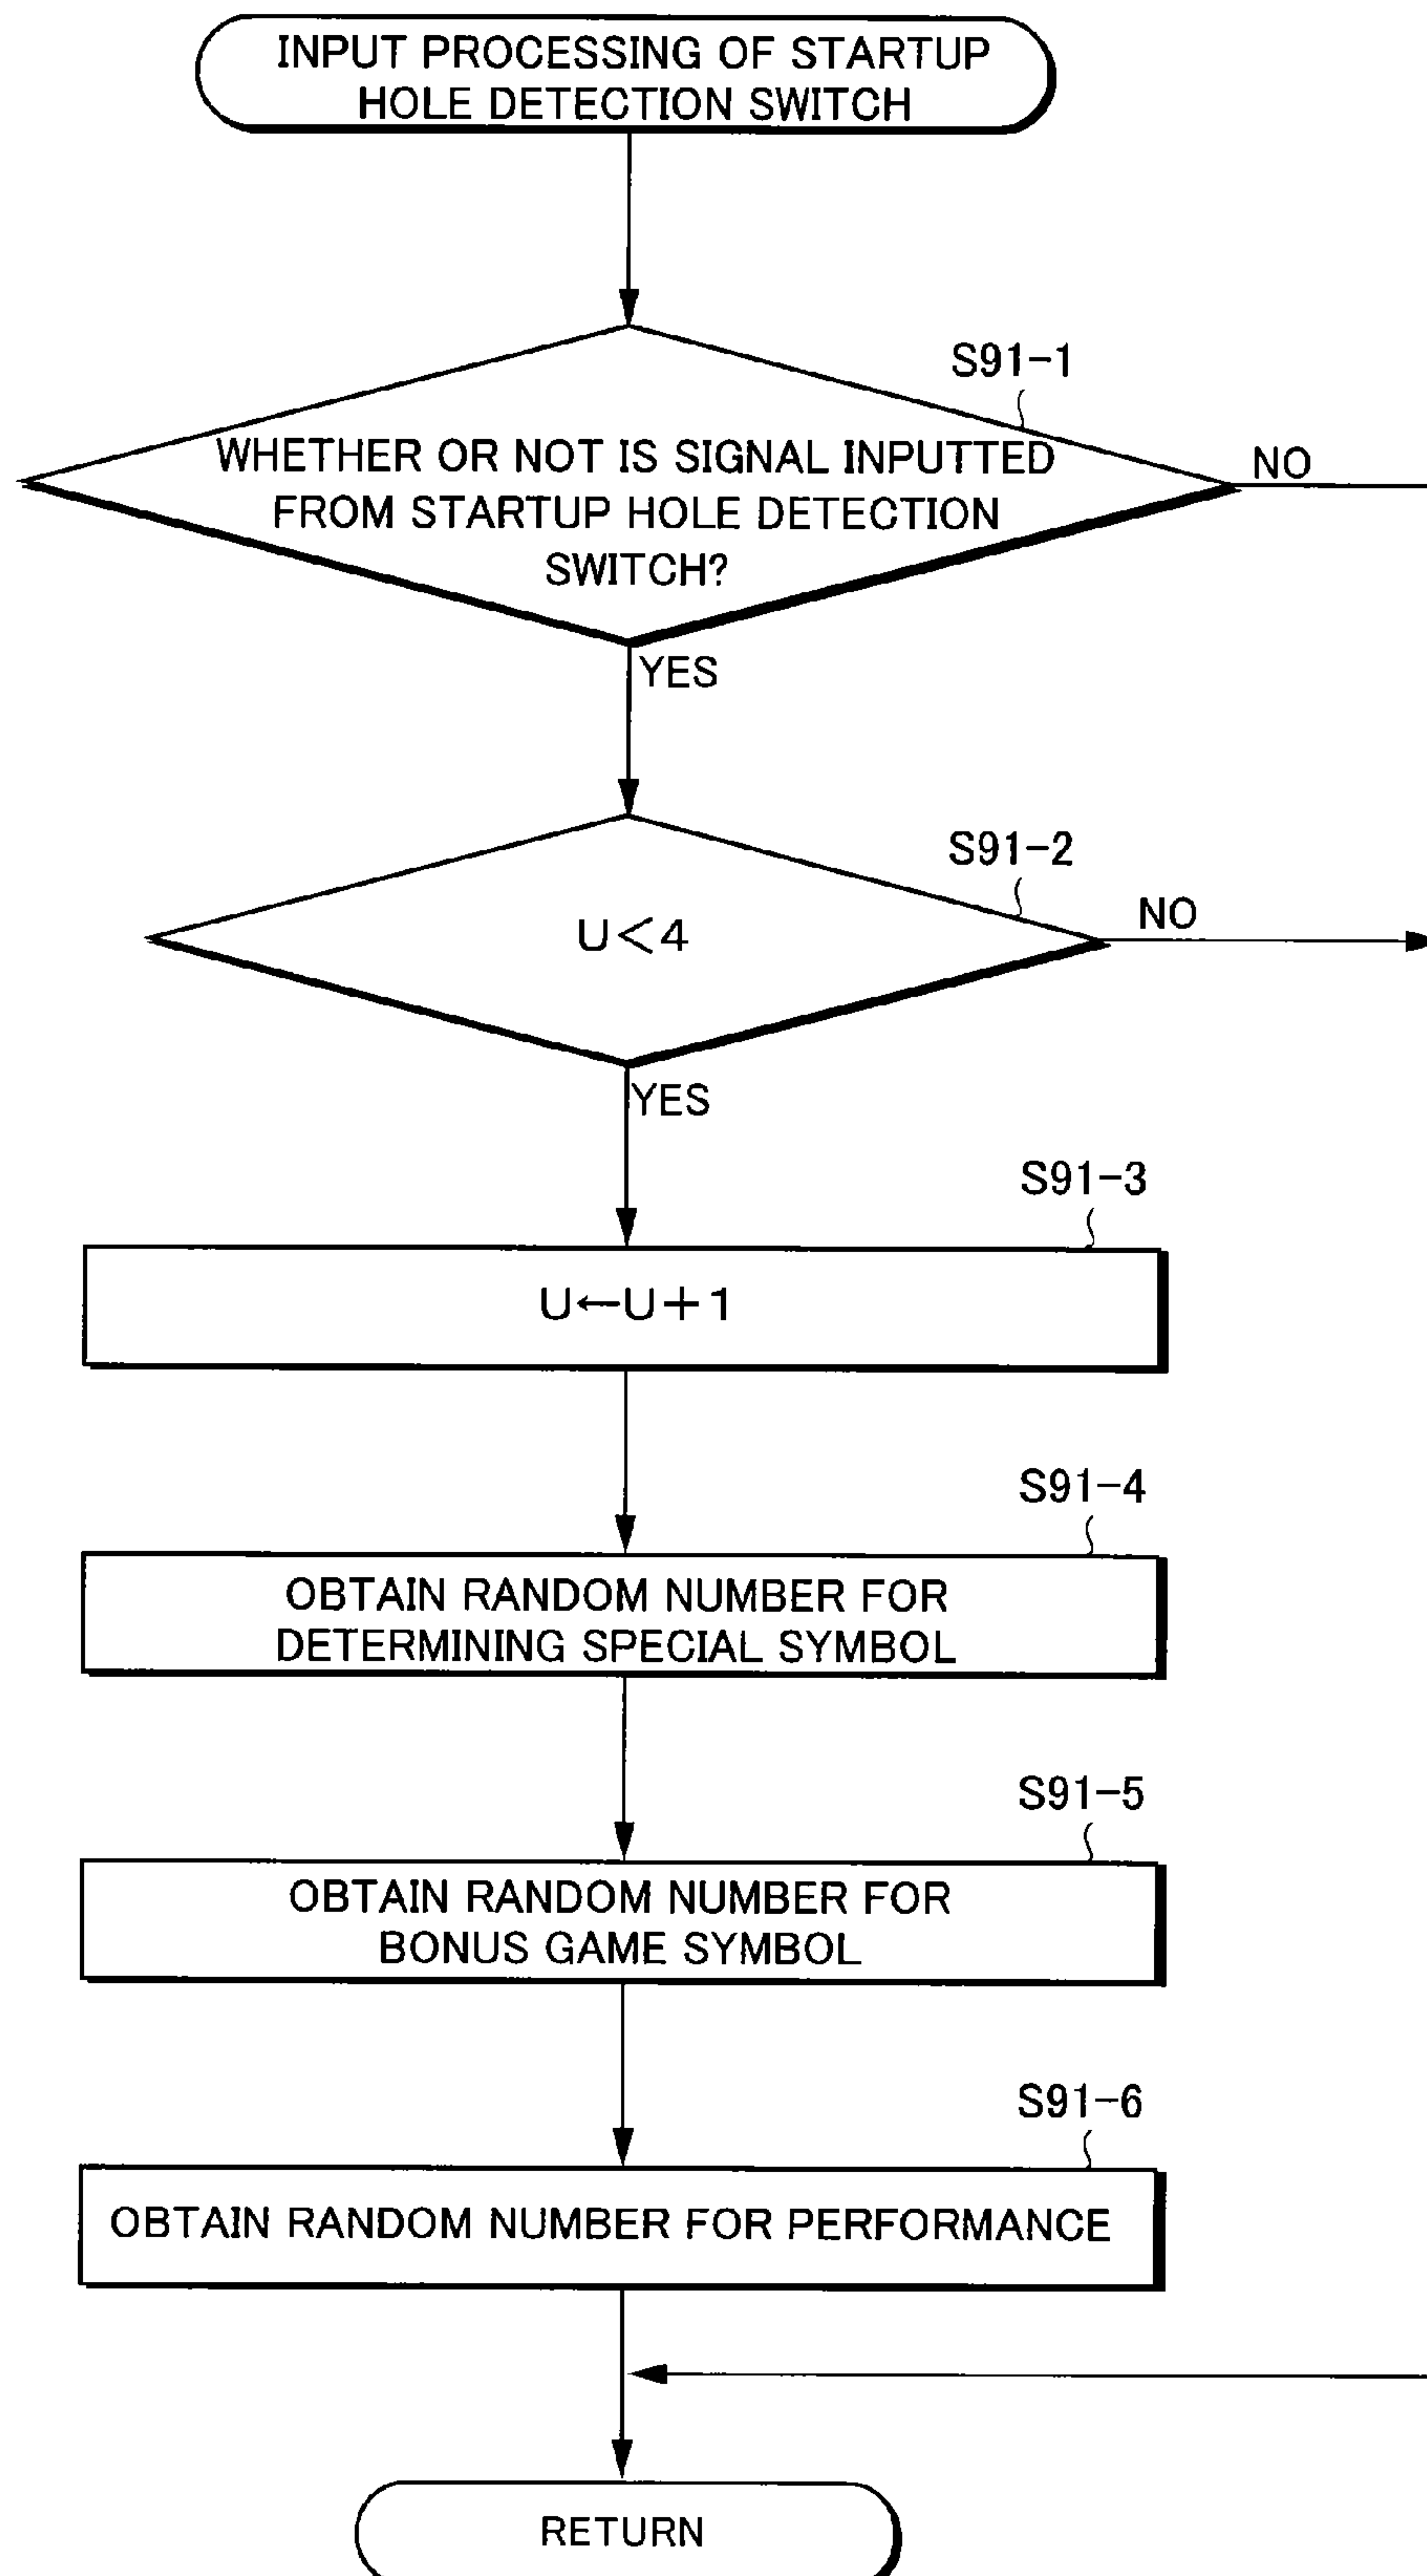 INPUT PROCESSING OF STARTUP
HOLE DETECTION SWITCH
S91-1
WHETHER OR NOT IS SIGNAL INPUTTED
FROM STARTUP HOLE DETECTION
SWITCH?
NO
YES
S91-2
U<4
NO
YES
S91-3
U←U+1
S91-4
OBTAIN RANDOM NUMBER FOR
DETERMINING SPECIAL SYMBOL
S91-5
OBTAIN RANDOM NUMBER FOR
BONUS GAME SYMBOL
S91-6
OBTAIN RANDOM NUMBER FOR PERFORMANCE
RETURN